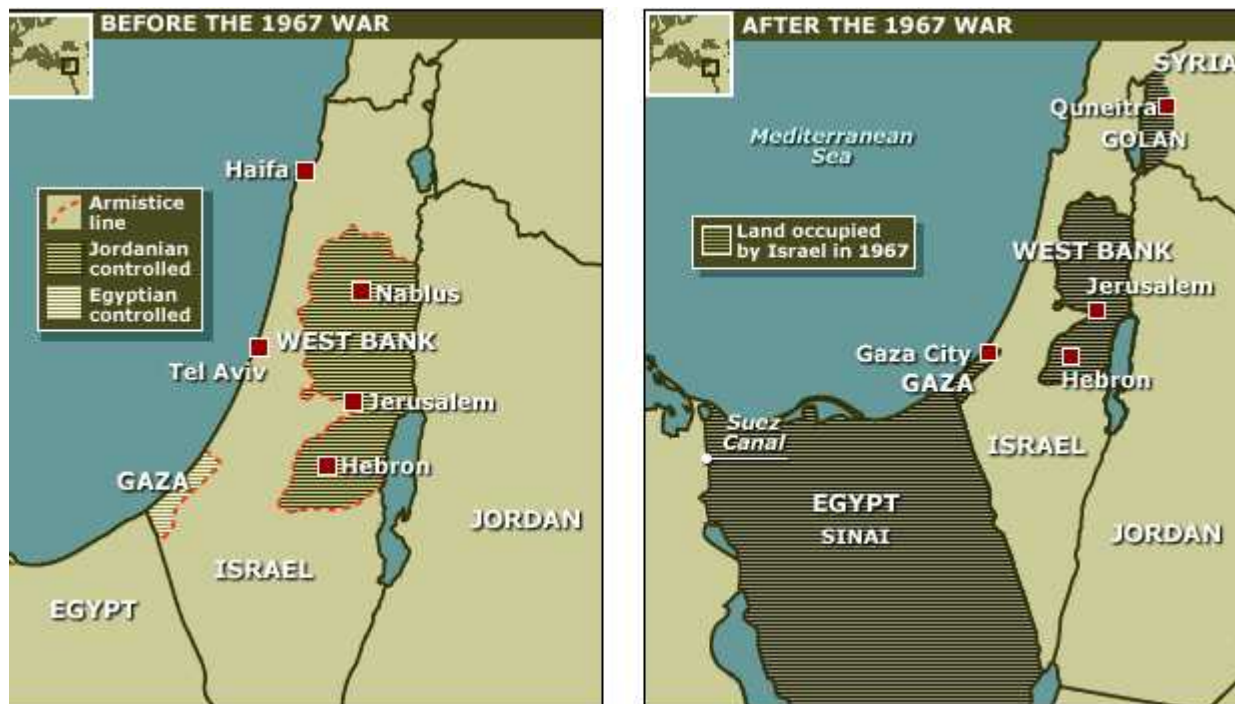 BEFORE THE 1967 WAR
Haifa
Armistice
line
Jordanian
controlled
Egyptian
controlled
Nablus
WEST BANK
Tel Aviv
Jerusalem
Hebron
GAZA
JORDAN
ISRAEL
EGYPT
AFTER THE 1967 WAR
SYRIA
Quneitra
GOLAN
Mediterranean
Sea
Land occupied
by Israel in 1967
WEST BANK
Jerusalem
Gaza City
GAZA
Hebron
Suez
Canal
ISRAEL
EGYPT
SINAI
JORDAN